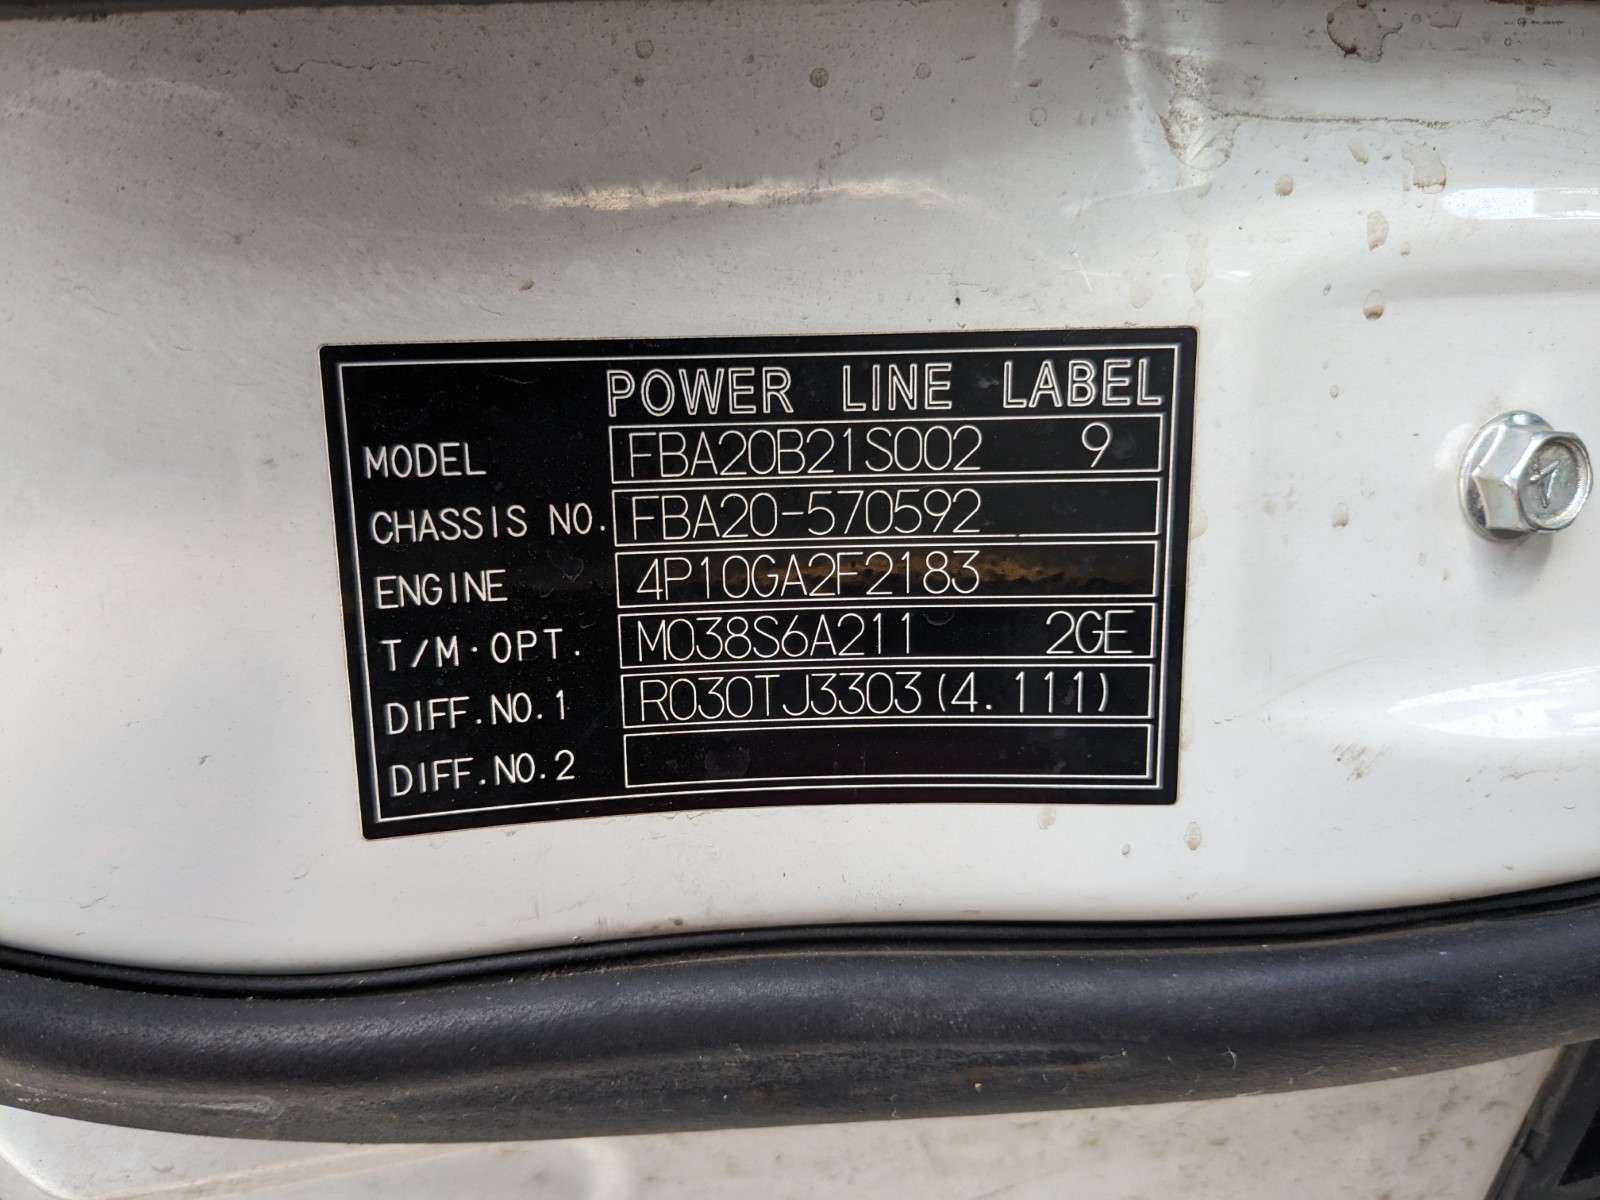 POWER LINE LABEL
MODEL FBA20B21S002 9
CHASSIS NO. FBA20-570592
ENGINE 4P10GA2F2183
T/M·OPT. M038S6A211 2GE
DIFF.NO.1 R030TJ3303(4.111)
DIFF.NO.2